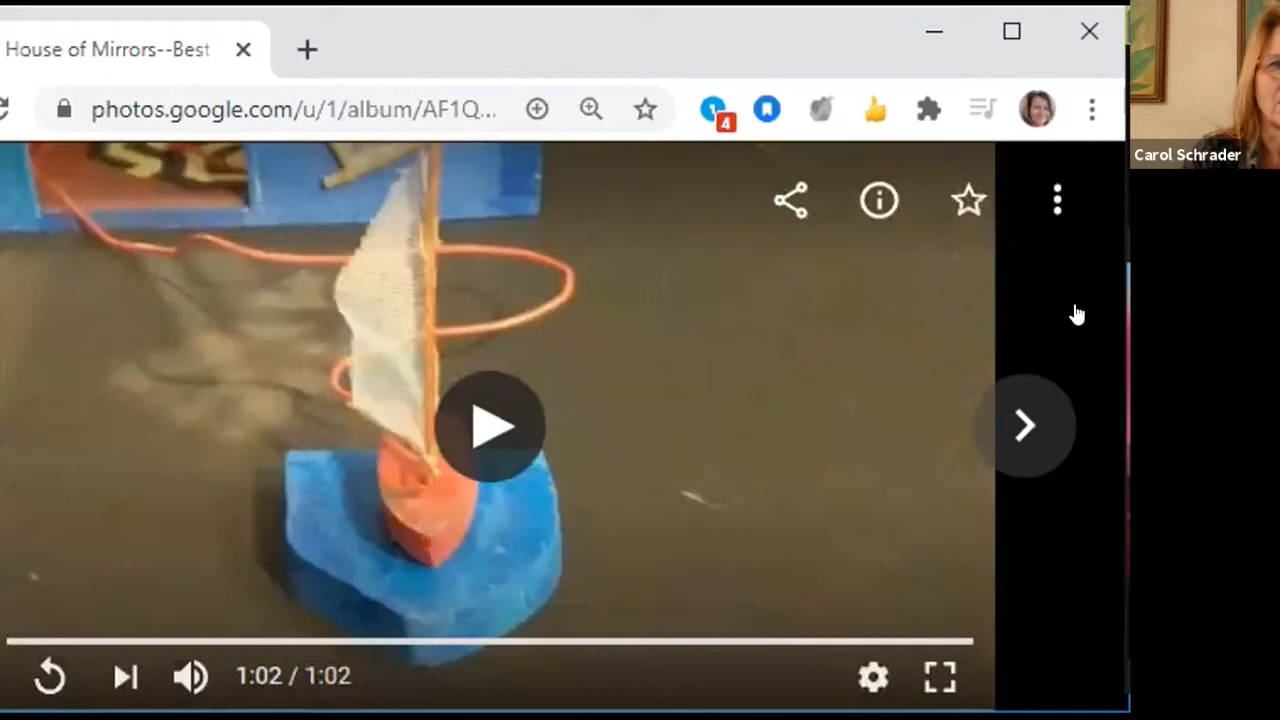 House of Mirrors--Best
photos.google.com/u/1/album/AF1Q...
4
Carol Schrader
1:02 / 1:02